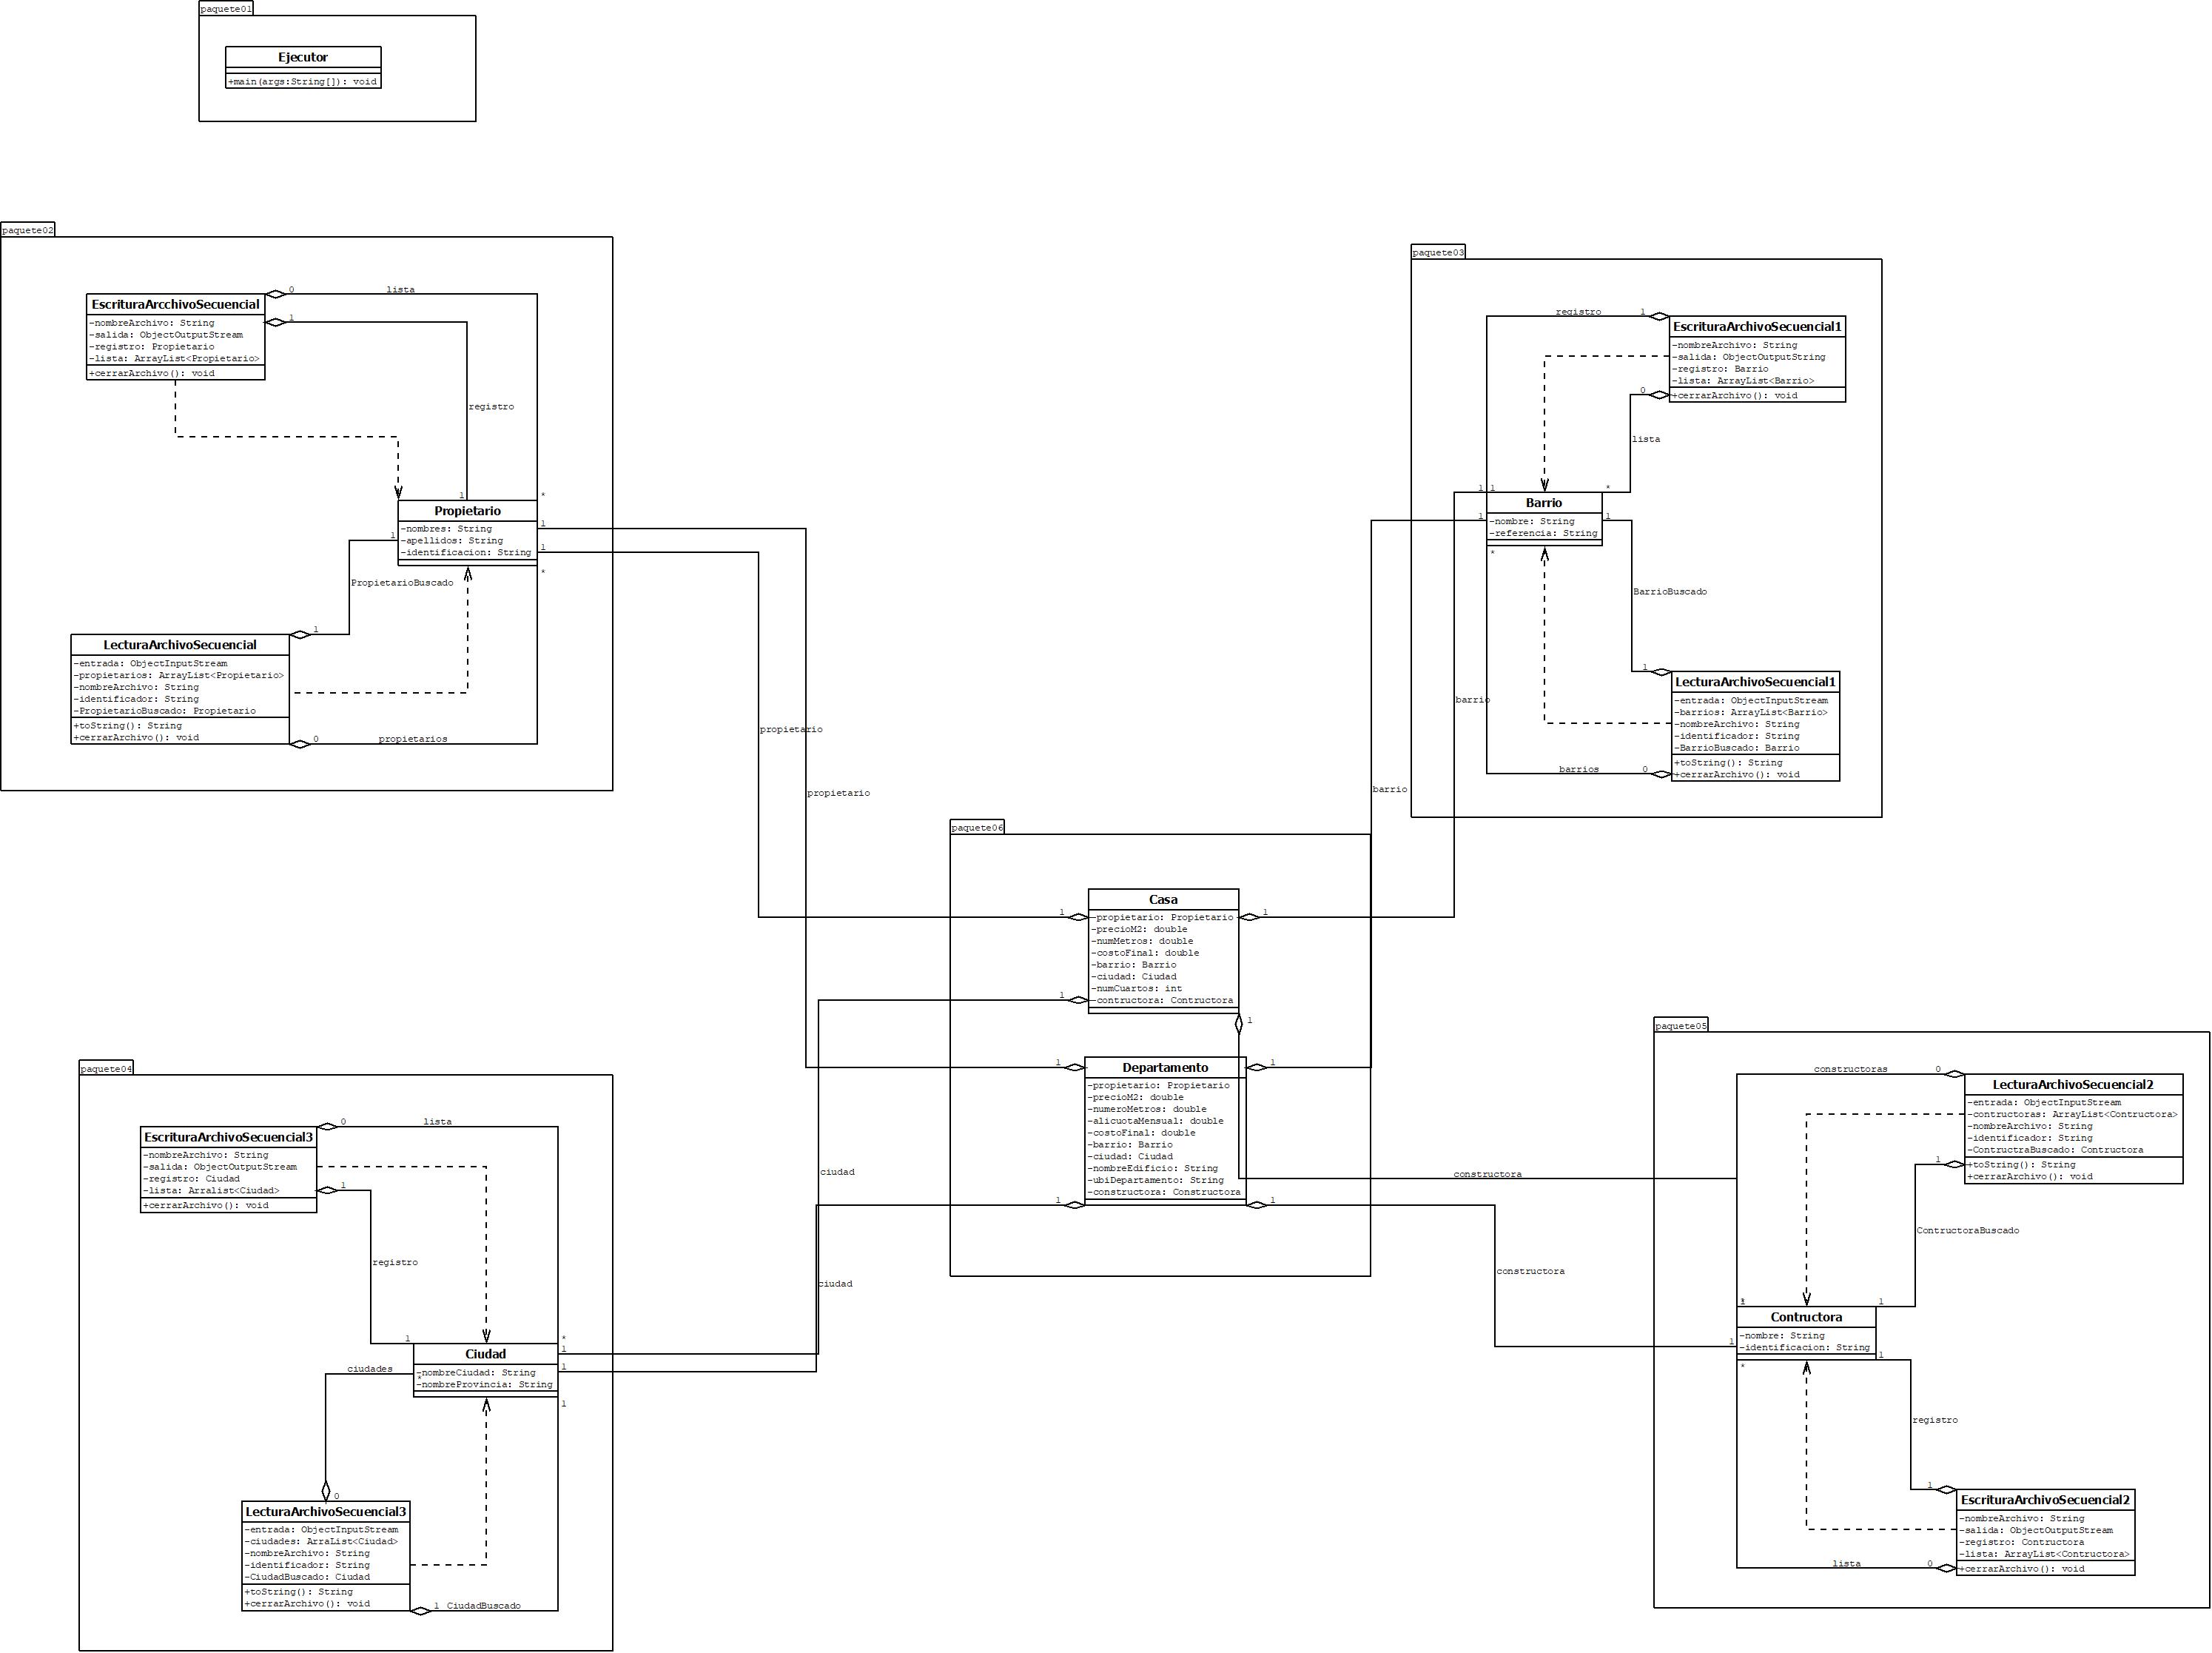 paquete01
Ejecutor
+main(args:String[]): void
paquete02
EscrituraArcchivoSecuencial
-nombreArchivo: String
-salida: ObjectOutputStream
-registro: Propietario
-lista: ArrayList<Propietario>
+cerrarArchivo(): void
0
lista
1
registro
1
*
Propietario
-nombres: String
-apellidos: String
-identificacion: String
1
1
1
*
PropietarioBuscado
1
LecturaArchivoSecuencial
-entrada: ObjectInputStream
-propietarios: ArrayList<Propietario>
-nombreArchivo: String
-identificador: String
-PropietarioBuscado: Propietario
+toString(): String
+cerrarArchivo(): void
0
propietarios
propietario
propietario
paquete03
registro
1
EscrituraArchivoSecuencial1
-nombreArchivo: String
-salida: ObjectOutputString
-registro: Barrio
-lista: ArrayList<Barrio>
+cerrarArchivo(): void
0
lista
1
1
*
Barrio
-nombre: String
-referencia: String
1
1
*
BarrioBuscado
1
LecturaArchivoSecuencial1
-entrada: ObjectInputStream
-barrios: ArrayList<Barrio>
-nombreArchivo: String
-identificador: String
-BarrioBuscado: Barrio
+toString(): String
+cerrarArchivo(): void
barrios
0
barrio
barrio
paquete06
Casa
-propietario: Propietario
-precioM2: double
-numMetros: double
-costoFinal: double
-barrio: Barrio
-ciudad: Ciudad
-numCuartos: int
-contructora: Contructora
1
1
1
1
Departamento
-propietario: Propietario
-precioM2: double
-numeroMetros: double
-alicuotaMensual: double
-costoFinal: double
-barrio: Barrio
-ciudad: Ciudad
-nombreEdificio: String
-ubiDepartamento: String
-constructora: Constructora
1
1
1
1
ciudad
ciudad
constructora
constructora
paquete04
EscrituraArchivoSecuencial3
-nombreArchivo: String
-salida: ObjectOutputStream
-registro: Ciudad
-lista: Arralist<Ciudad>
+cerrarArchivo(): void
0
lista
1
registro
1
*
1
Ciudad
-nombreCiudad: String
-nombreProvincia: String
1
*
1
ciudades
0
LecturaArchivoSecuencial3
-entrada: ObjectInputStream
-ciudades: ArraList<Ciudad>
-nombreArchivo: String
-identificador: String
-CiudadBuscado: Ciudad
+toString(): String
+cerrarArchivo(): void
1
CiudadBuscado
paquete05
constructoras
0
LecturaArchivoSecuencial2
-entrada: ObjectInputStream
-contructoras: ArrayList<Contructora>
-nombreArchivo: String
-identificador: String
-ContructraBuscado: Contructora
+toString(): String
+cerrarArchivo(): void
1
ContructoraBuscado
*
1
1
Contructora
-nombre: String
-identificacion: String
1
1
*
registro
1
EscrituraArchivoSecuencial2
-nombreArchivo: String
-salida: ObjectOutputStream
-registro: Contructora
-lista: ArrayList<Contructora>
+cerrarArchivo(): void
lista
0